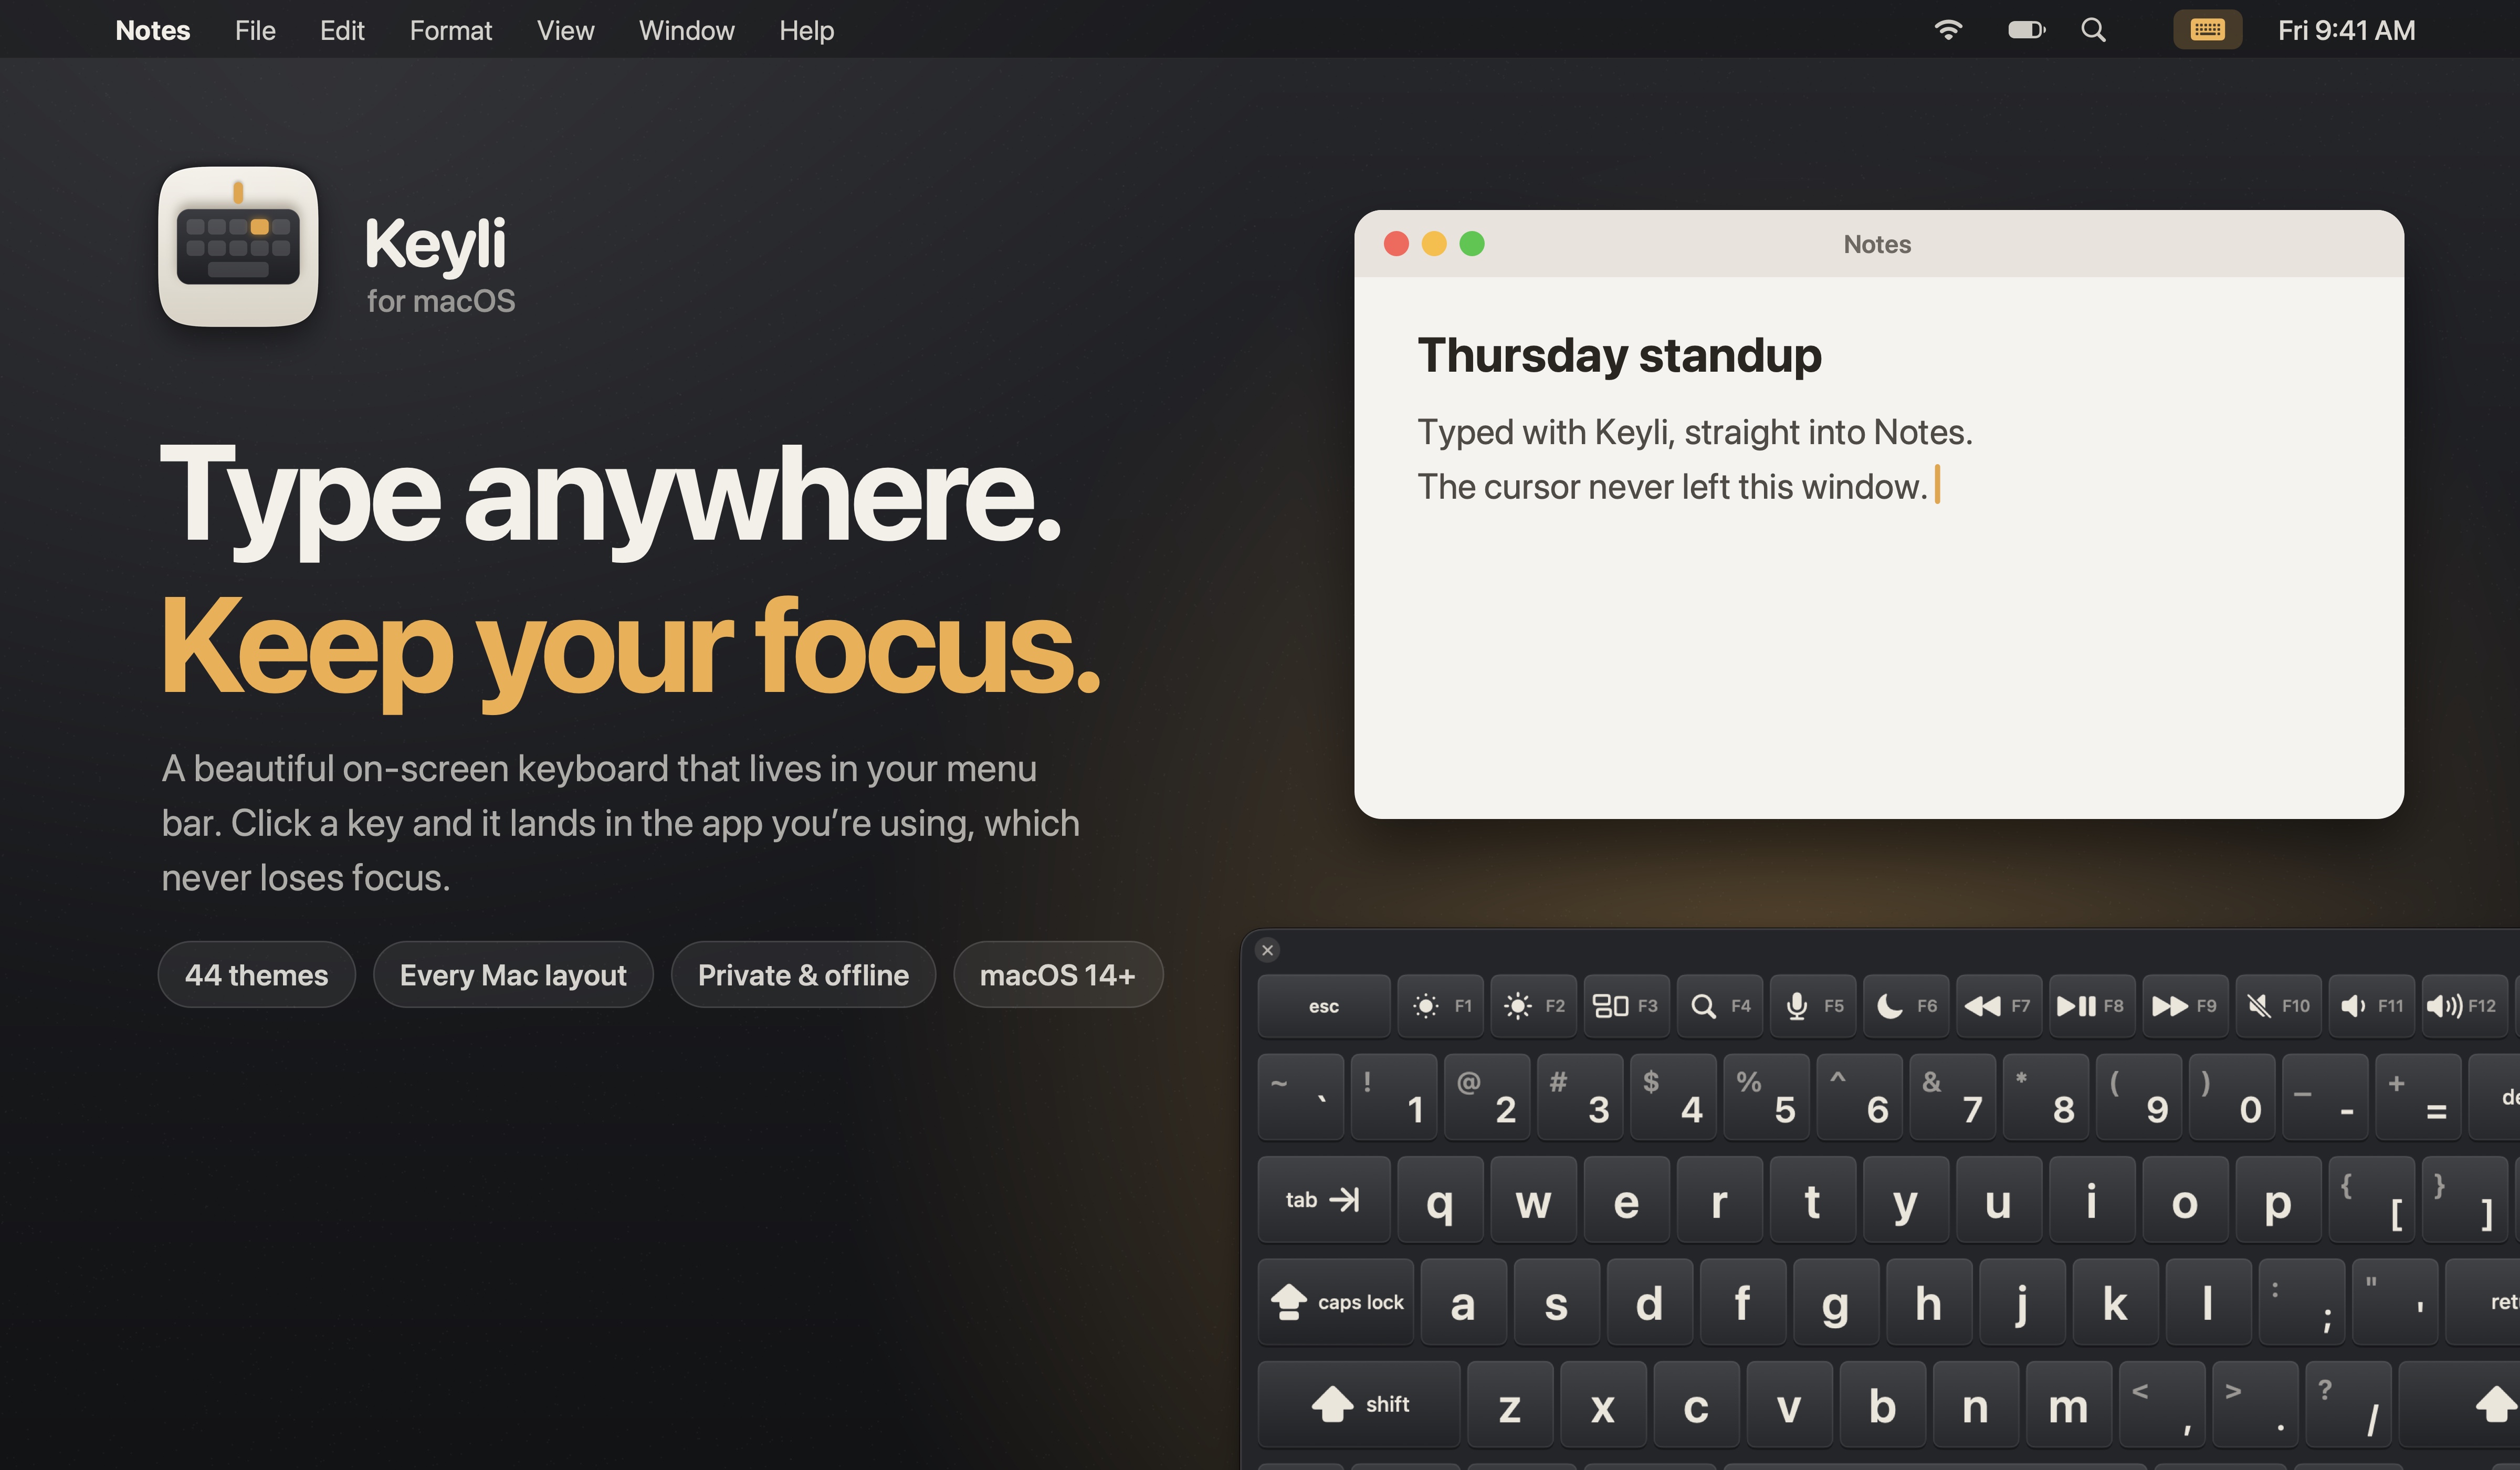 Notes File Edit Format View Window Help Fri 9:41 AM
Keyli
for macOS
Type anywhere.
Keep your focus.
A beautiful on-screen keyboard that lives in your menu
bar. Click a key and it lands in the app you’re using, which
never loses focus.
44 themes Every Mac layout Private & offline macOS 14+
Notes
Thursday standup
Typed with Keyli, straight into Notes.
The cursor never left this window.
esc F1 F2 F3 F4 F5 F6 F7 F8 F9 F10 F11 F12
~ ` ! 1 @ 2 # 3 $ 4 % 5 ^ 6 & 7 * 8 ( 9 ) 0 _ - + =
tab q w e r t y u i o p { [ } ]
caps lock a s d f g h j k l : ; " '
shift z x c v b n m < , > . ? /